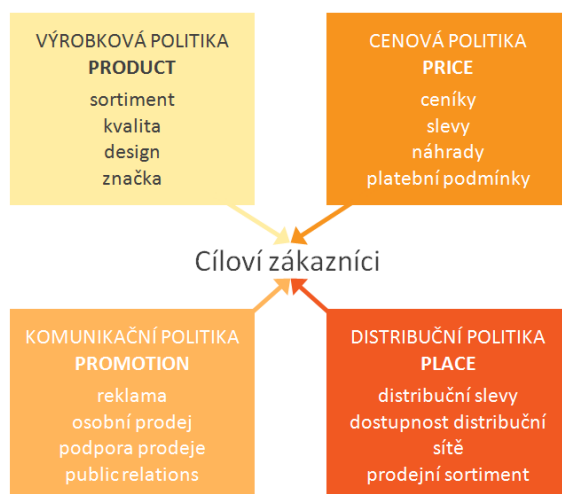 VÝROBKOVÁ POLITIKA
PRODUCT
sortiment
kvalita
design
značka
CENOVÁ POLITIKA
PRICE
ceníky
slevy
náhrady
platební podmínky
Cíloví zákazníci
KOMUNIKAČNÍ POLITIKA
PROMOTION
reklama
osobní prodej
podpora prodeje
public relations
DISTRIBUČNÍ POLITIKA
PLACE
distribuční slevy
dostupnost distribuční
sítě
prodejní sortiment